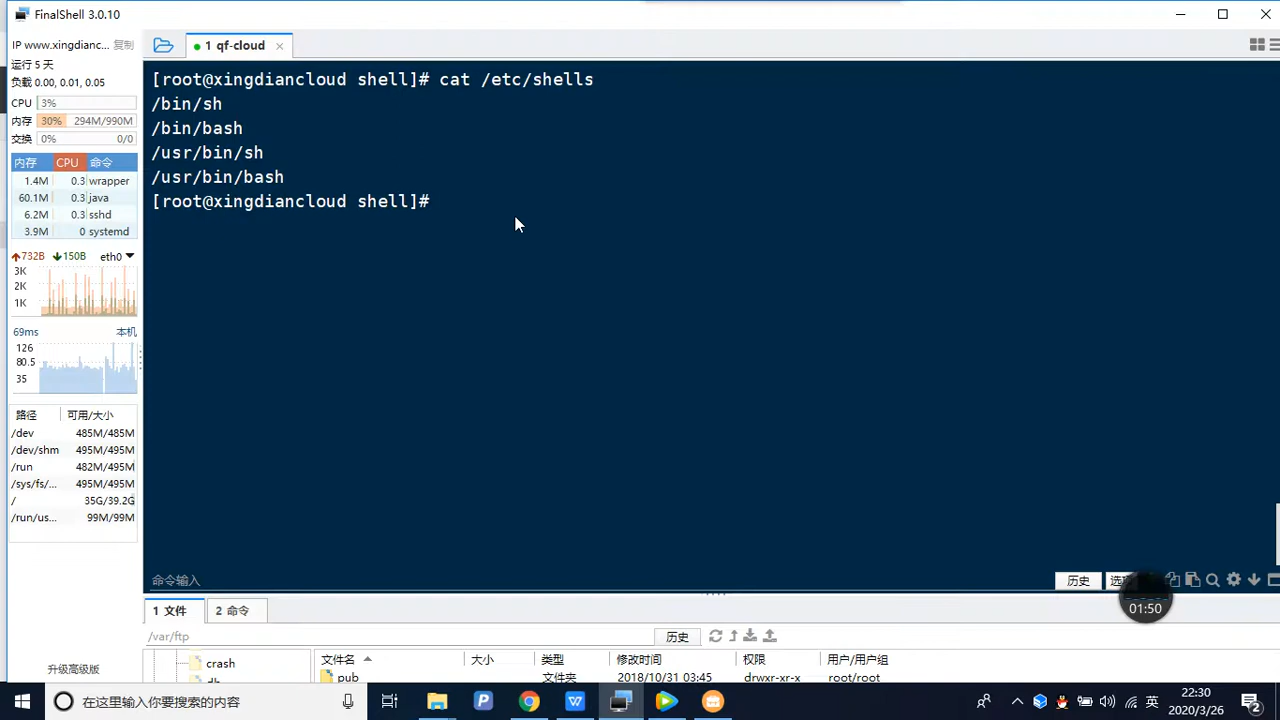 FinalShell 3.0.10
IP www.xingdianc... 复制
1 qf-cloud
运行 5 天
负载 0.00, 0.01, 0.05
CPU 3%
内存 30% 294M/990M
交换 0% 0/0
内存 CPU 命令
1.4M 0.3 wrapper
60.1M 0.3 java
6.2M 0.3 sshd
3.9M 0 systemd
732B 150B eth0
3K
2K
1K
69ms 本机
126
80.5
35
路径 可用/大小
/dev 485M/485M
/dev/shm 495M/495M
/run 482M/495M
/sys/fs/... 495M/495M
/ 35G/39.2G
/run/us... 99M/99M
升级高级版
[root@xingdiancloud shell]# cat /etc/shells
/bin/sh
/bin/bash
/usr/bin/sh
/usr/bin/bash
[root@xingdiancloud shell]#
命令输入 历史
01:50
1 文件 2 命令
/var/ftp 历史
crash
文件名 大小 类型 修改时间 权限 用户/用户组
pub 文件夹 2018/10/31 03:45 drwxr-xr-x root/root
在这里输入你要搜索的内容
英
22:30
2020/3/26
2